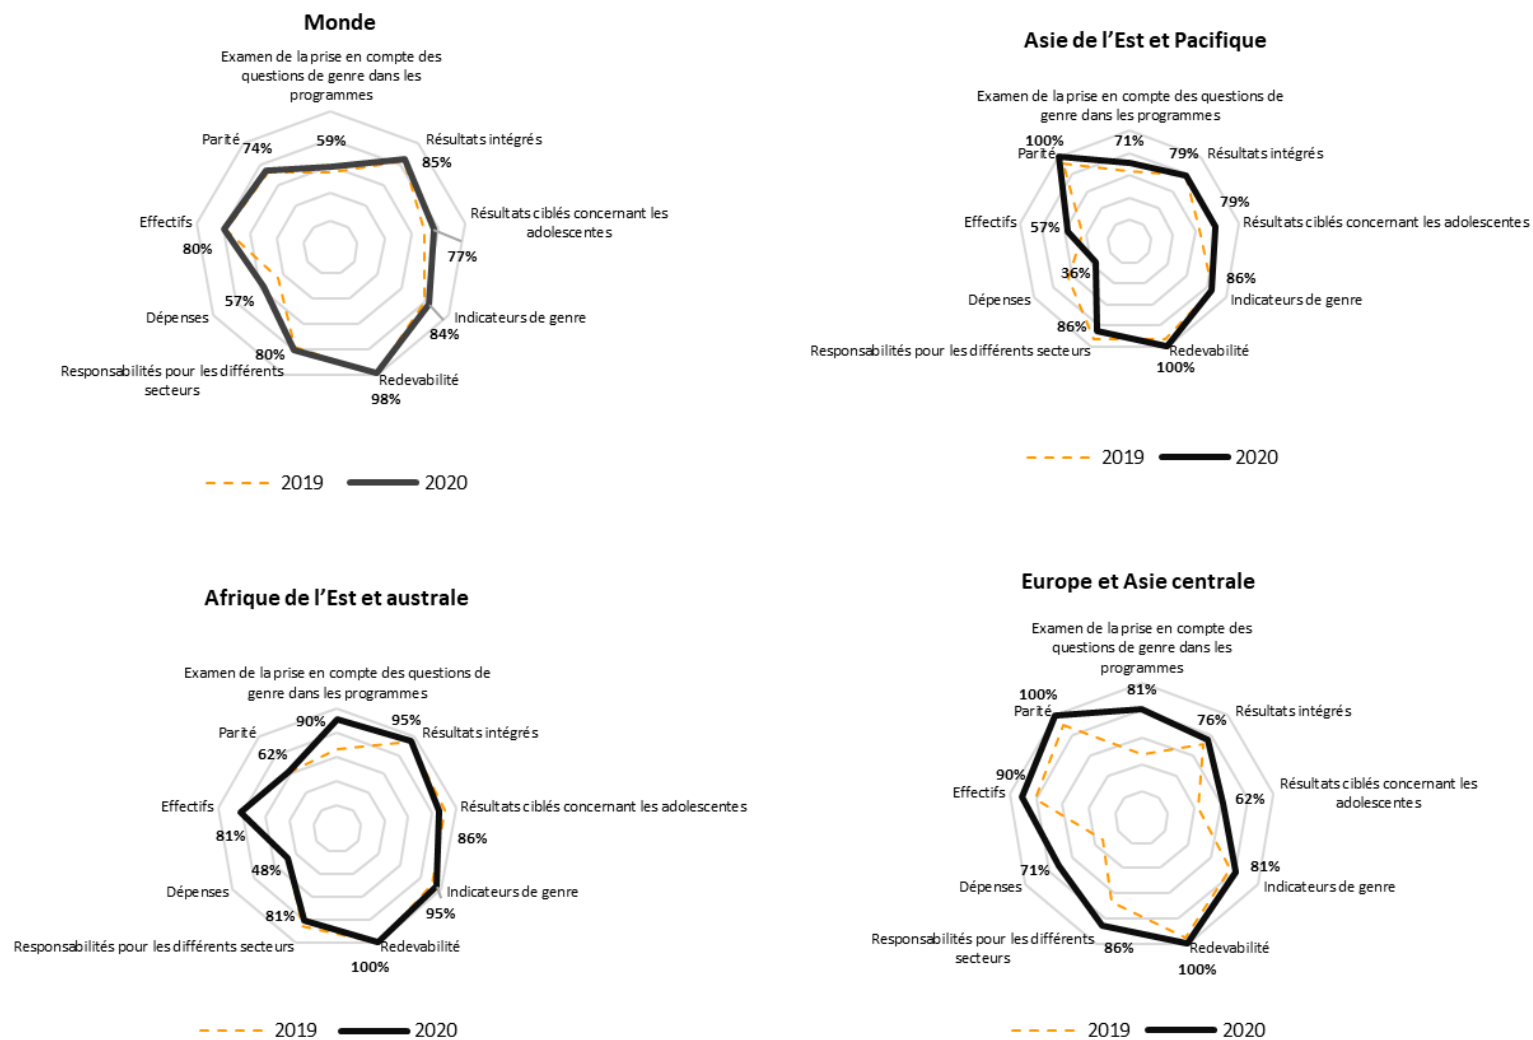 Monde
Examen de la prise en compte des
questions de genre dans les
programmes
Parité
74%
59%
Résultats intégrés
85%
Effectifs
80%
Résultats ciblés concernant les
adolescentes
77%
Dépenses
57%
Indicateurs de genre
84%
Responsabilités pour les différents
secteurs
80%
Redevabilité
98%
2019
2020
Asie de l'Est et Pacifique
Examen de la prise en compte des questions de
genre dans les programmes
100%
Parité
71%
79%
Résultats intégrés
Effectifs
57%
79%
Résultats ciblés concernant les adolescentes
36%
Dépenses
86%
Indicateurs de genre
86%
Responsabilités pour les différents secteurs
Redevabilité
100%
2019
2020
Afrique de l'Est et australe
Examen de la prise en compte des questions de
genre dans les programmes
90%
95%
Parité
62%
Résultats intégrés
Effectifs
81%
Résultats ciblés concernant les adolescentes
86%
48%
Dépenses
Indicateurs de genre
95%
81%
Responsabilités pour les différents secteurs
Redevabilité
100%
2019
2020
Europe et Asie centrale
Examen de la prise en compte des
questions de genre dans les
programmes
100%
Parité
81%
76%
Résultats intégrés
90%
Effectifs
Résultats ciblés concernant les
adolescentes
62%
71%
Dépenses
81%
Indicateurs de genre
Responsabilités pour les différents
secteurs
86%
Redevabilité
100%
2019
2020